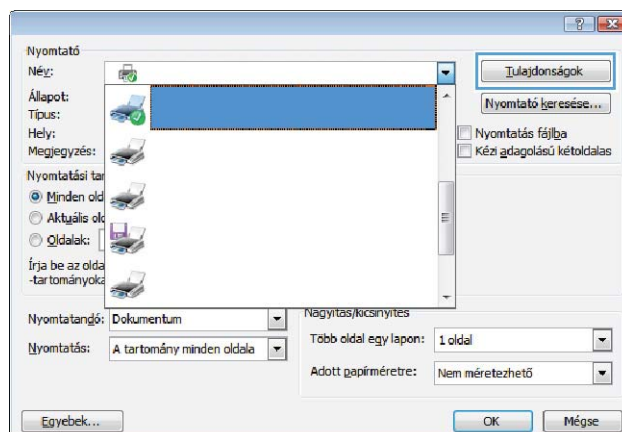 Nyomtató
Név:
Tulajdonságok
Állapot:
Típus:
Nyomtató keresése...
Hely:
Nyomtatás fájlba
Megjegyzés:
Kézi adagolású kétoldalas
Nyomtatási tar
Minden old
Aktuális old
Oldalak:
Írja be az olda
-tartományoka
Nagyítás/kicsinyítés
Nyomtatandó: Dokumentum
Több oldal egy lapon: 1 oldal
Nyomtatás: A tartomány minden oldala
Adott papírméretre: Nem méretezhető
Egyebek...
OK
Mégse